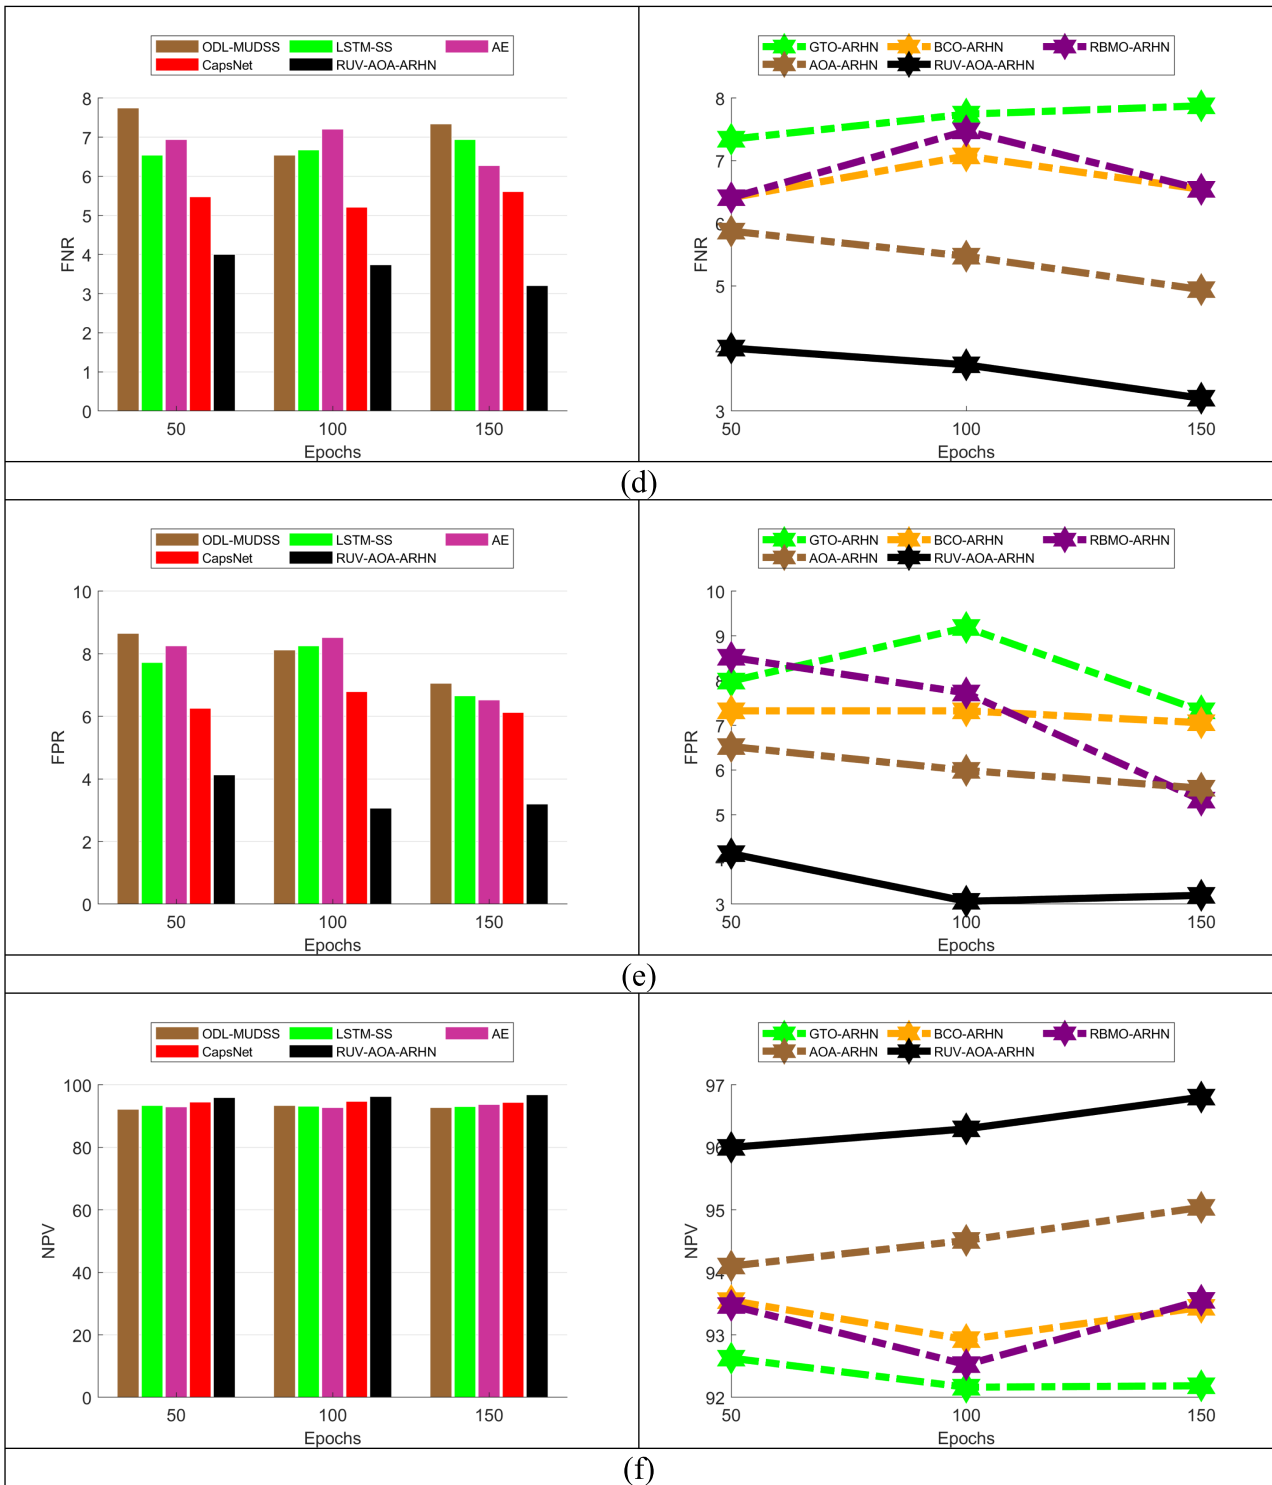 ODL-MUDSS LSTM-SS AE
CapsNet RUV-AOA-ARHN
FNR
8
7
6
5
4
3
2
1
0
50 100 150
Epochs
GTO-ARHN BCO-ARHN RBMO-ARHN
AOA-ARHN RUV-AOA-ARHN
FNR
8
7
6
5
4
3
50 100 150
Epochs
(d)
ODL-MUDSS LSTM-SS AE
CapsNet RUV-AOA-ARHN
FPR
10
8
6
4
2
0
50 100 150
Epochs
GTO-ARHN BCO-ARHN RBMO-ARHN
AOA-ARHN RUV-AOA-ARHN
FPR
10
9
8
7
6
5
4
3
50 100 150
Epochs
(e)
ODL-MUDSS LSTM-SS AE
CapsNet RUV-AOA-ARHN
NPV
100
80
60
40
20
0
50 100 150
Epochs
GTO-ARHN BCO-ARHN RBMO-ARHN
AOA-ARHN RUV-AOA-ARHN
NPV
97
96
95
94
93
92
50 100 150
Epochs
(f)